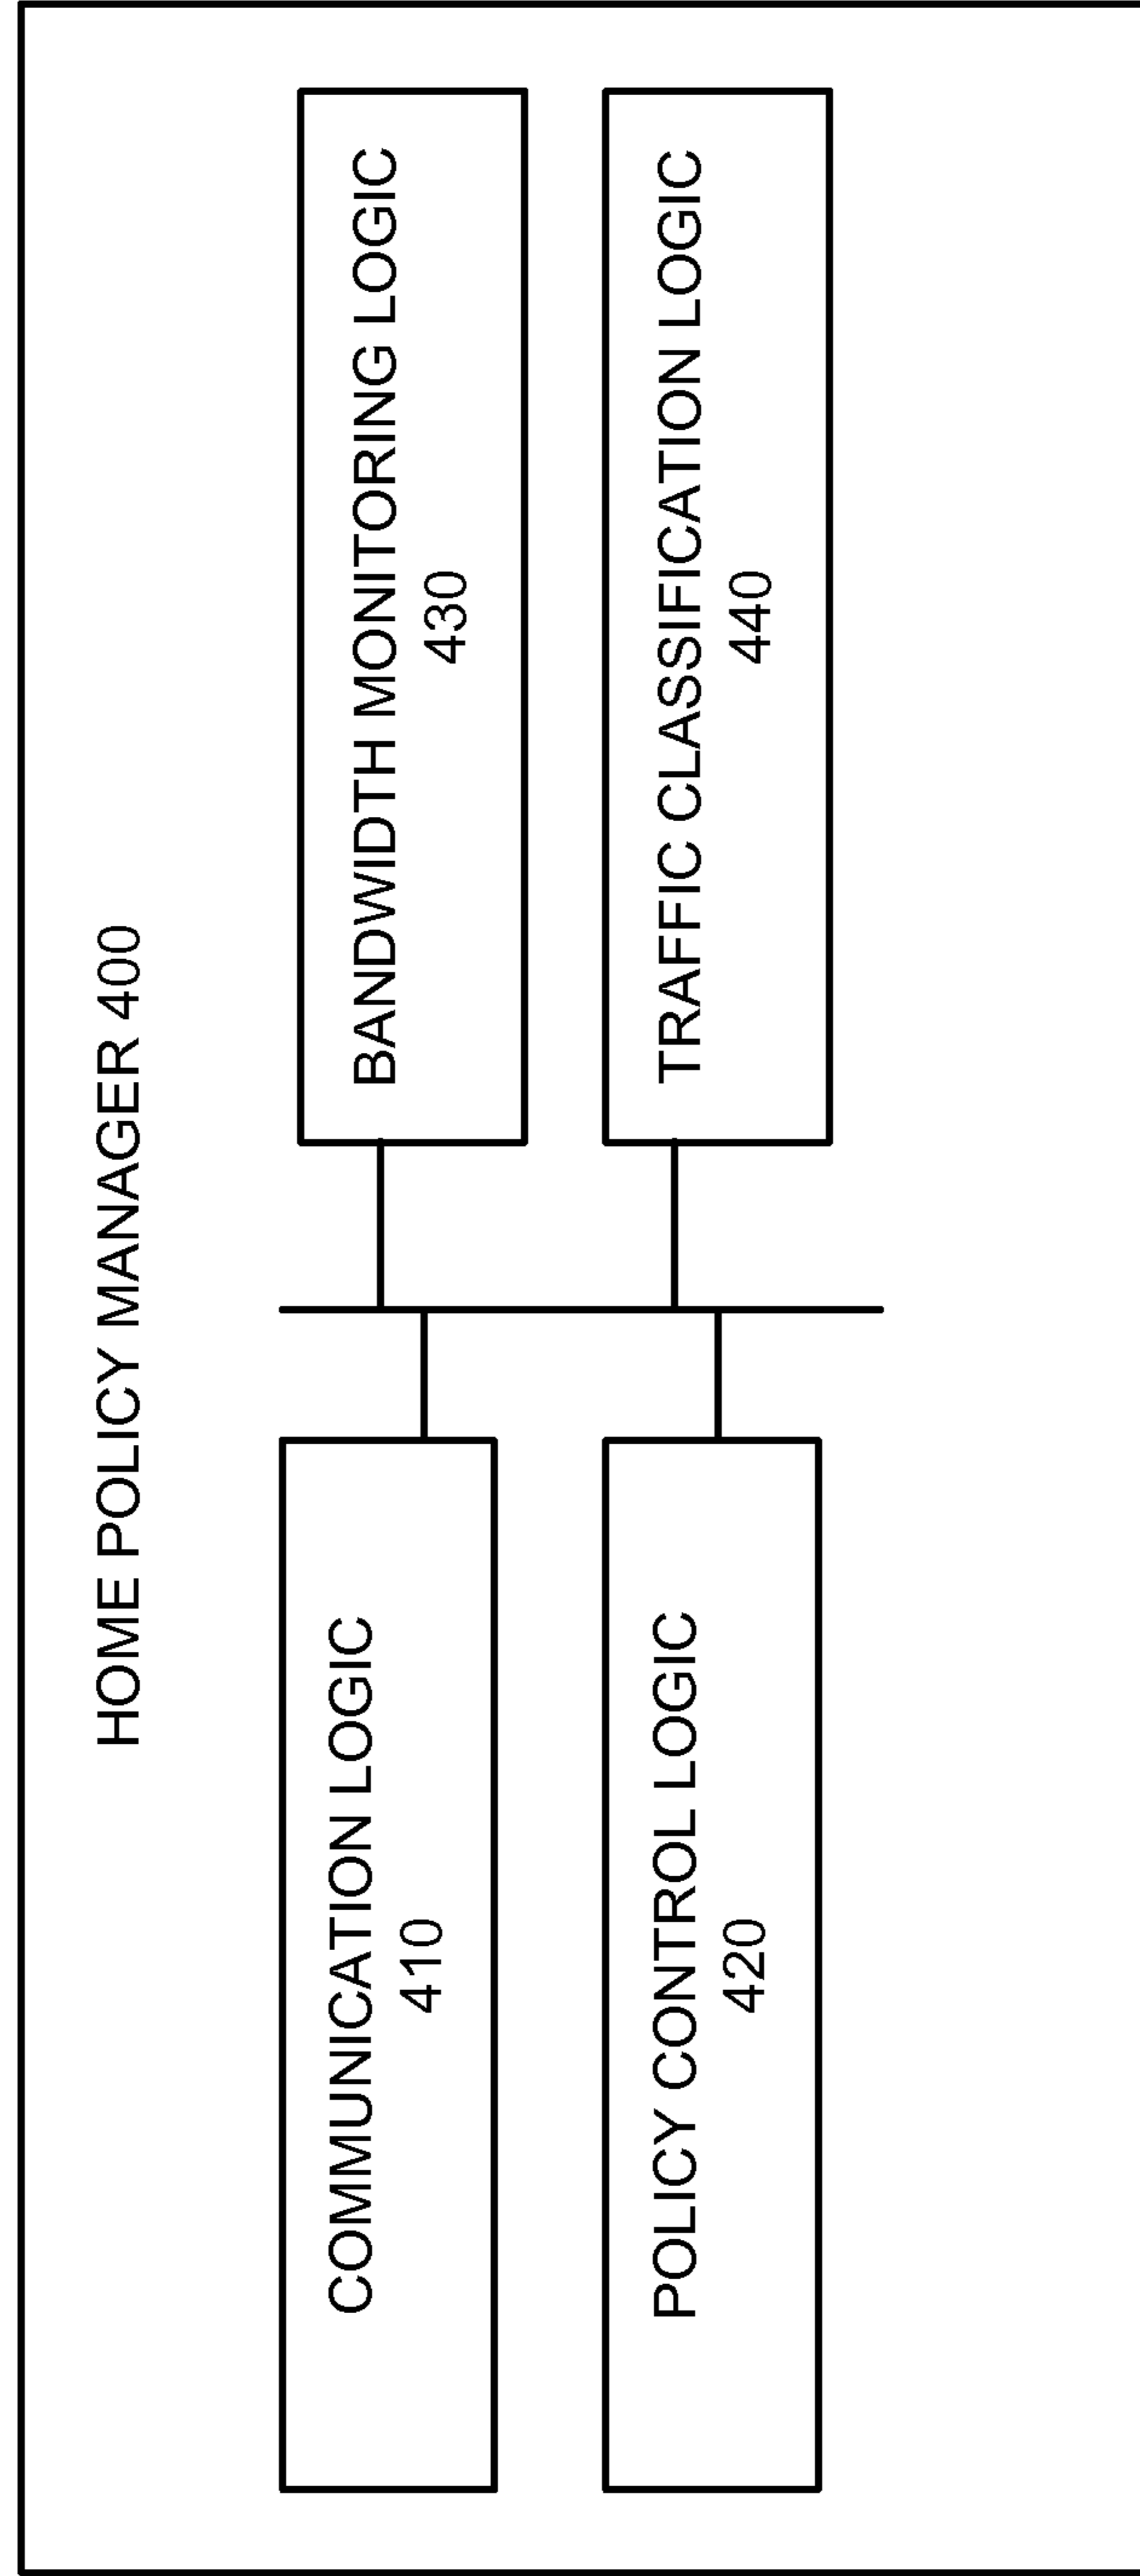 HOME POLICY MANAGER 400
COMMUNICATION LOGIC
410
POLICY CONTROL LOGIC
420
BANDWIDTH MONITORING LOGIC
430
TRAFFIC CLASSIFICATION LOGIC
440